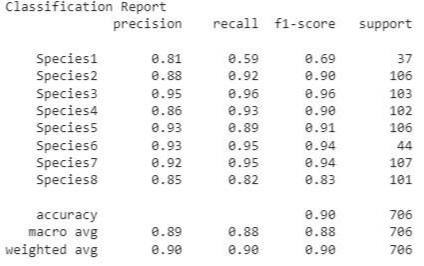 Classification Report
precision recall f1-score support
Species1 0.81 0.59 0.69 37
Species2 0.88 0.92 0.90 106
Species3 0.95 0.96 0.96 103
Species4 0.86 0.93 0.90 102
Species5 0.93 0.89 0.91 106
Species6 0.93 0.95 0.94 44
Species7 0.92 0.95 0.94 107
Species8 0.85 0.82 0.83 101
accuracy 0.90 706
macro avg 0.89 0.88 0.88 706
weighted avg 0.90 0.90 0.90 706